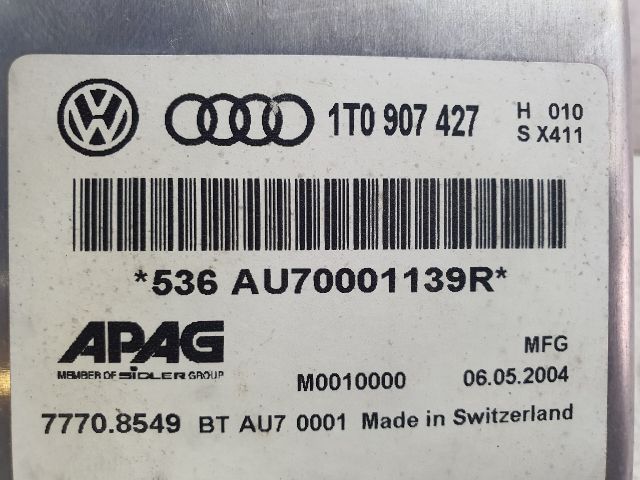 1T0 907 427 H 010
S X411
*536 AU70001139R*
APAG
MEMBER OF SIDLER GROUP
MFG
M0010000 06.05.2004
7770.8549 BT AU7 0001 Made in Switzerland